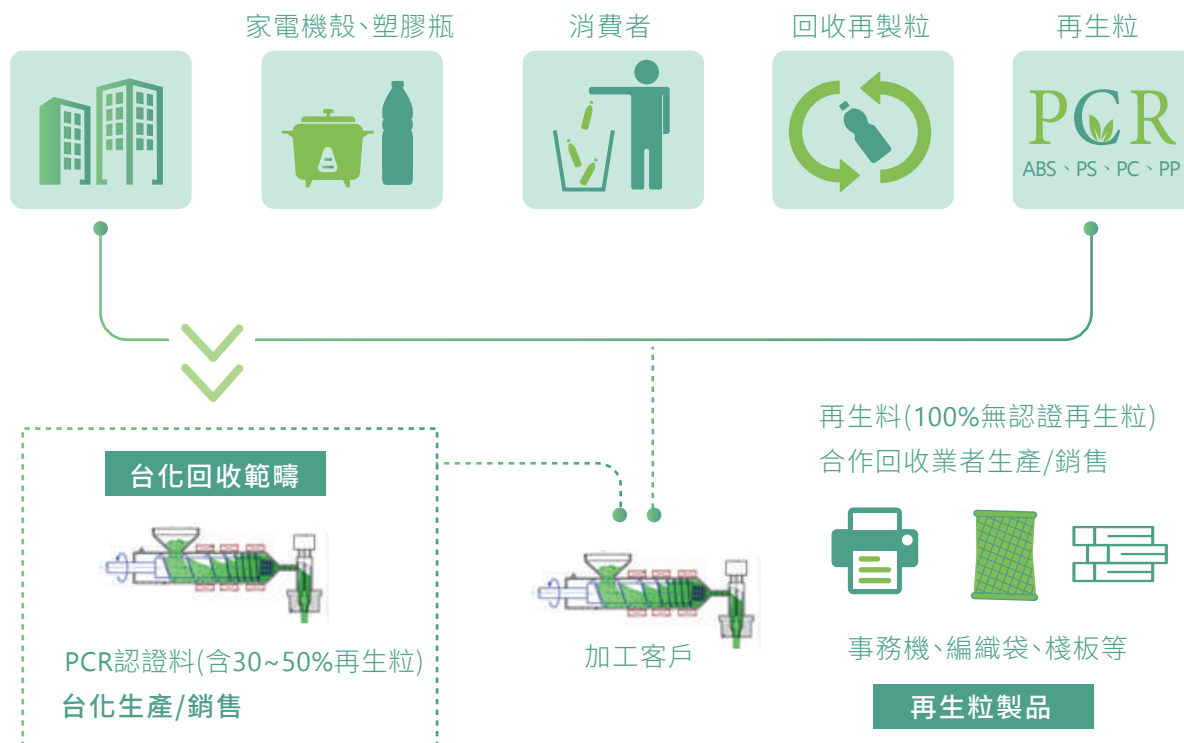 家電機殼、塑膠瓶
消費者
回收再製粒
再生粒
PCR
ABS、PS、PC、PP
再生料(100%無認證再生粒)
合作回收業者生產/銷售
台化回收範疇
PCR認證料(含30~50%再生粒)
台化生產/銷售
加工客戶
事務機、編織袋、棧板等
再生粒製品